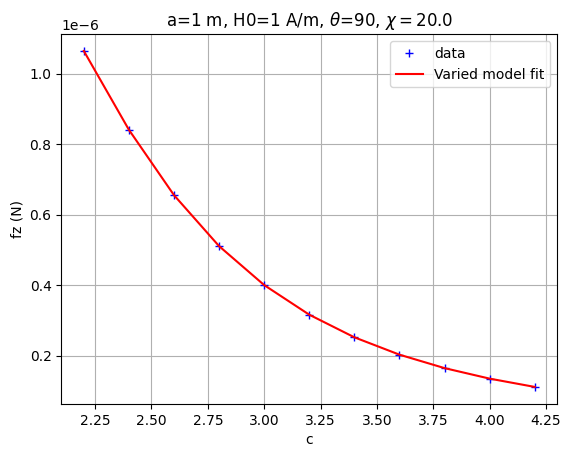 a=1 m, H0=1 A/m, θ=90, χ = 20.0
1e−6
data
Varied model fit
1.0
0.8
0.6
0.4
0.2
fz (N)
2.25 2.50 2.75 3.00 3.25 3.50 3.75 4.00 4.25
c